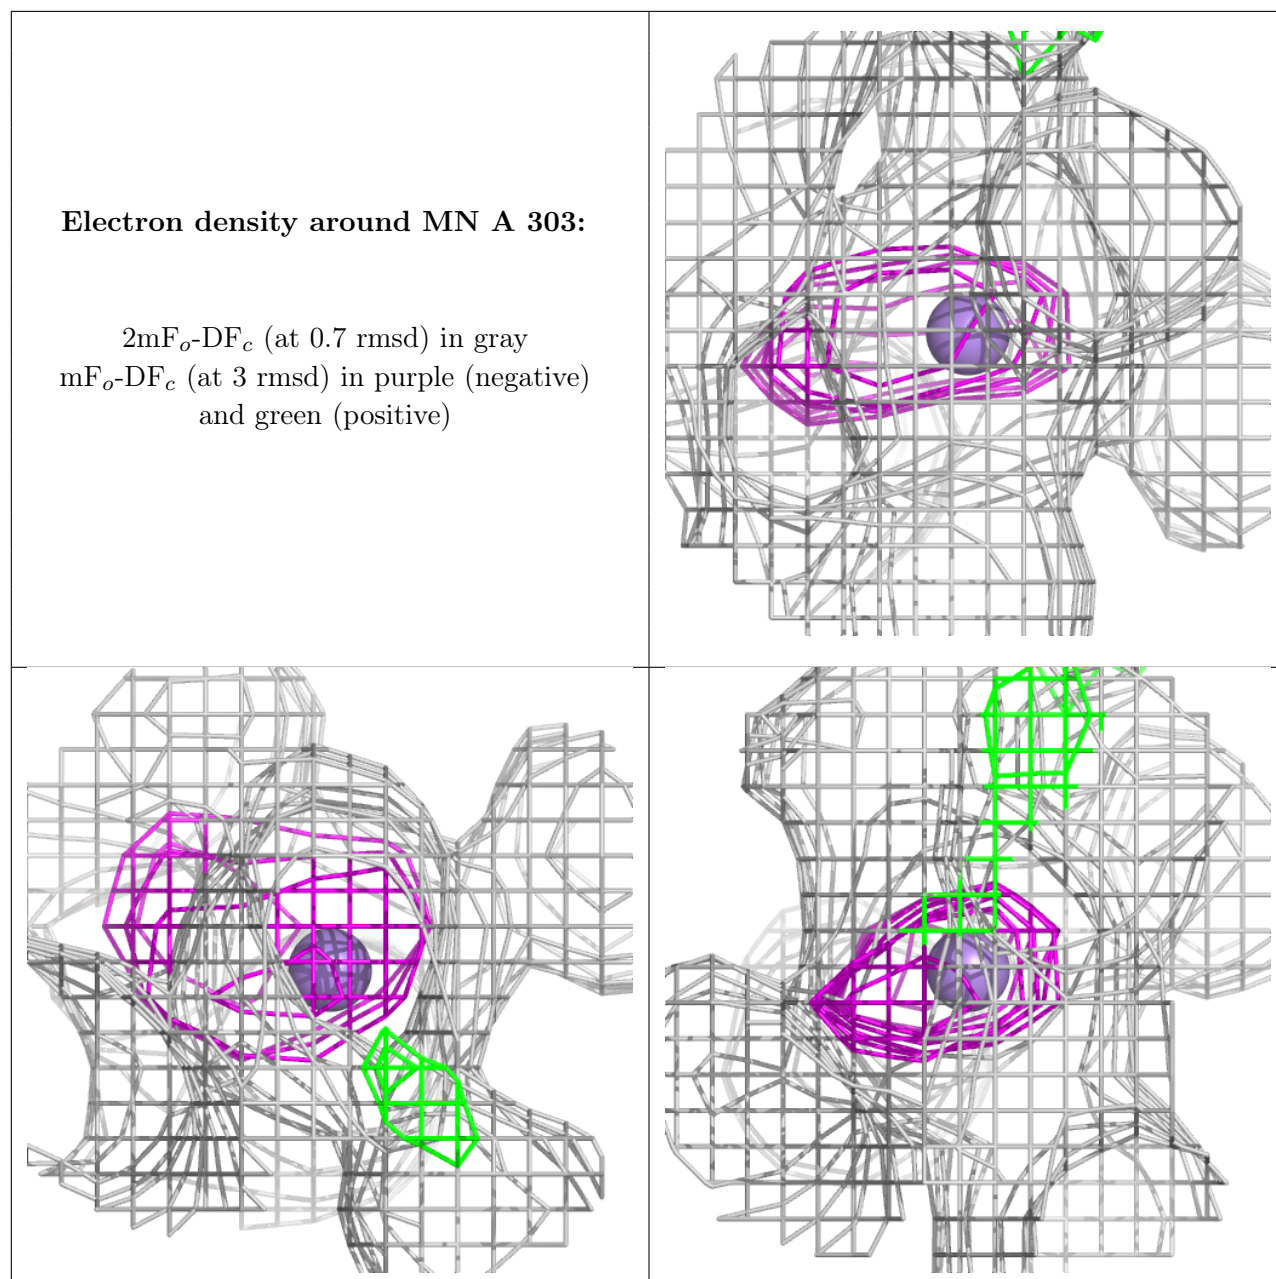 Electron density around MN A 303:
2mFo-DFc (at 0.7 rmsd) in gray
mFo-DFc (at 3 rmsd) in purple (negative)
and green (positive)